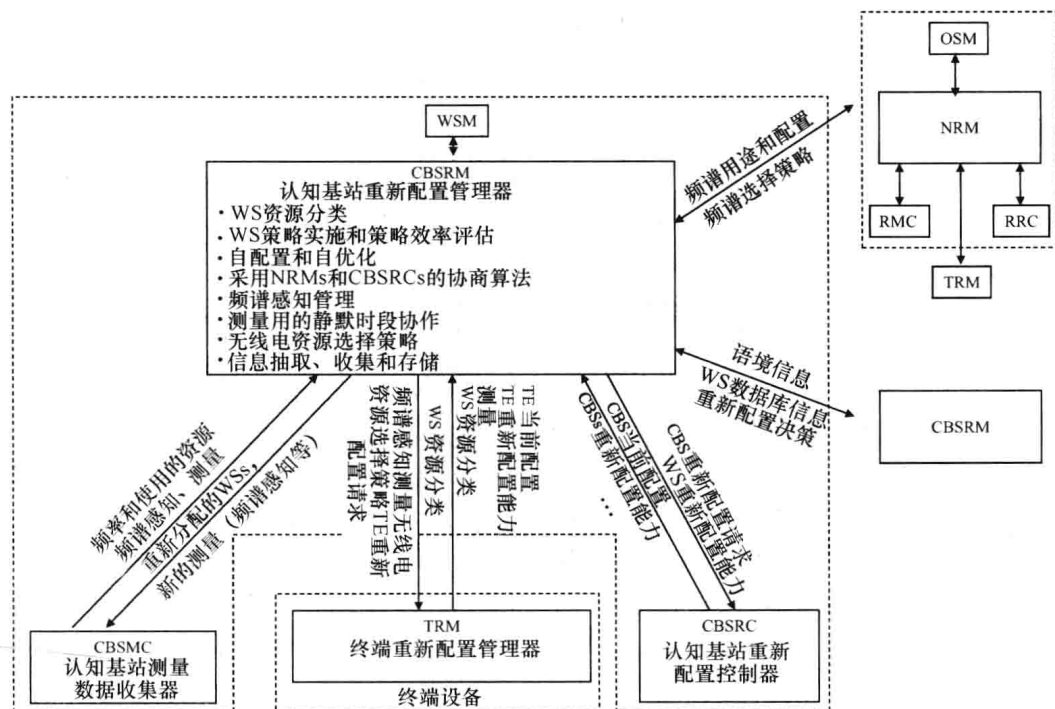 OSM
NRM
RMC
RRC
TRM
WSM
CBSRM
认知基站重新配置管理器
·WS资源分类
·WS策略实施和策略效率评估
·自配置和自优化
·采用NRMs和CBSRCs的协商算法
·频谱感知管理
·测量用的静默时段协作
·无线电资源选择策略
·信息抽取、收集和存储
频谱用途和配置
频谱选择策略
语境信息
WS数据库信息
重新配置决策
CBSRM
频率和使用的资源
频谱感知、测量
重新分配的WSs，
新的测量（频谱感知等）
频谱感知测量无线电
资源选择策略TE重新
配置请求
WS资源分类
TE当前配置
TE重新配置能力
测量
WS资源分类
CBS当前配置
CBSs重新配置能力
…
CBS重新配置请求
WS重新配置能力
CBSMC
认知基站测量
数据收集器
TRM
终端重新配置管理器
终端设备
CBSRC
认知基站重新
配置控制器